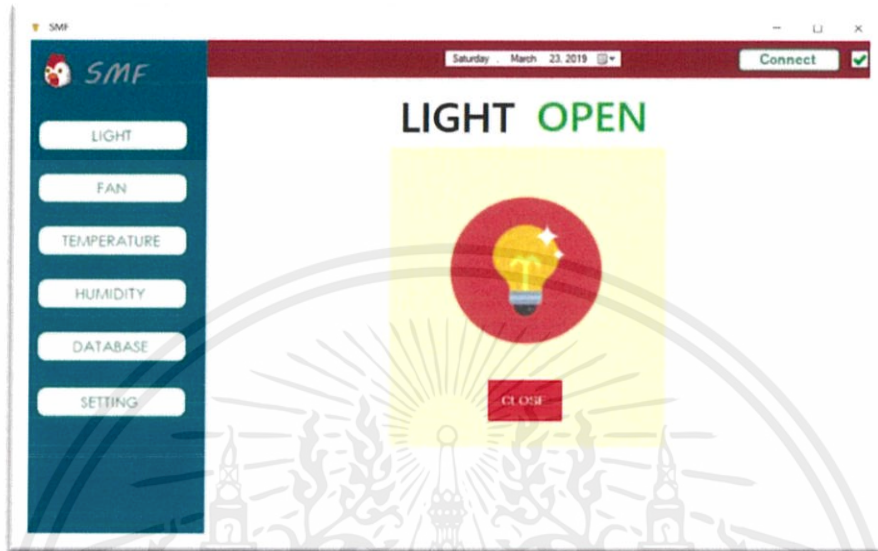 SMF
SMF
Saturday , March 23, 2019
Connect
LIGHT
FAN
TEMPERATURE
HUMIDITY
DATABASE
SETTING
LIGHT OPEN
CLOSE